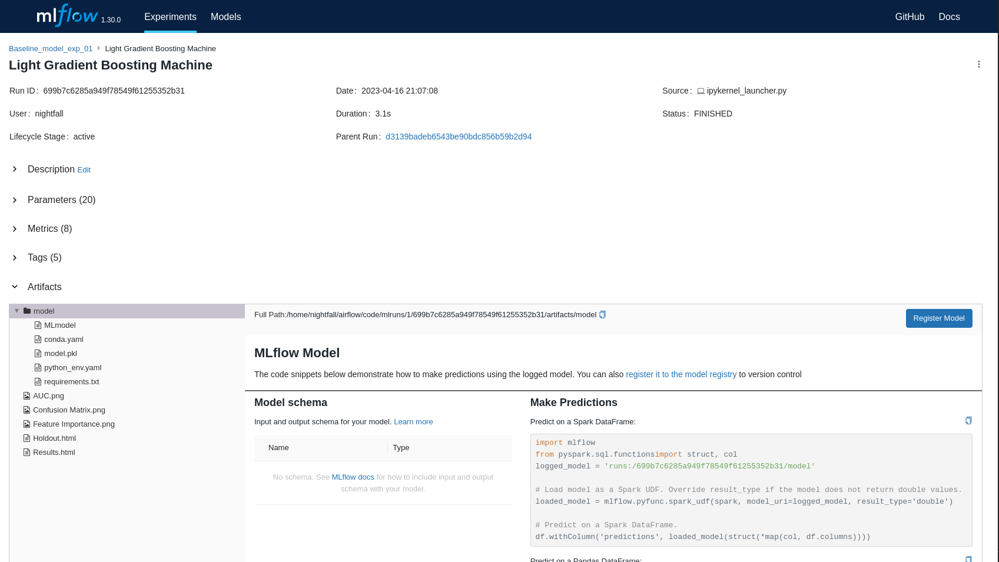 mlflow 1.30.0 Experiments Models GitHub Docs
Baseline_model_exp_01 › Light Gradient Boosting Machine
Light Gradient Boosting Machine
Run ID: 699b7c6285a949f78549f61255352b31 Date: 2023-04-16 21:07:08 Source: ipykernel_launcher.py
User: nightfall Duration: 3.1s Status: FINISHED
Lifecycle Stage: active Parent Run: d3139badeb6543be90bdc856b59b2d94
Description Edit
Parameters (20)
Metrics (8)
Tags (5)
Artifacts
model
MLmodel
conda.yaml
model.pkl
python_env.yaml
requirements.txt
AUC.png
Confusion Matrix.png
Feature Importance.png
Holdout.html
Results.html
Full Path:/home/nightfall/airflow/code/mlruns/1/699b7c6285a949f78549f61255352b31/artifacts/model
Register Model
MLflow Model
The code snippets below demonstrate how to make predictions using the logged model. You can also register it to the model registry to version control
Model schema
Input and output schema for your model. Learn more
Name Type
No schema. See MLflow docs for how to include input and output
schema with your model.
Make Predictions
Predict on a Spark DataFrame:
import mlflow
from pyspark.sql.functionsimport struct, col
logged_model = 'runs:/699b7c6285a949f78549f61255352b31/model'
# Load model as a Spark UDF. Override result_type if the model does not return double values.
loaded_model = mlflow.pyfunc.spark_udf(spark, model_uri=logged_model, result_type='double')
# Predict on a Spark DataFrame.
df.withColumn('predictions', loaded_model(struct(*map(col, df.columns))))
Predict on a Pandas DataFrame: